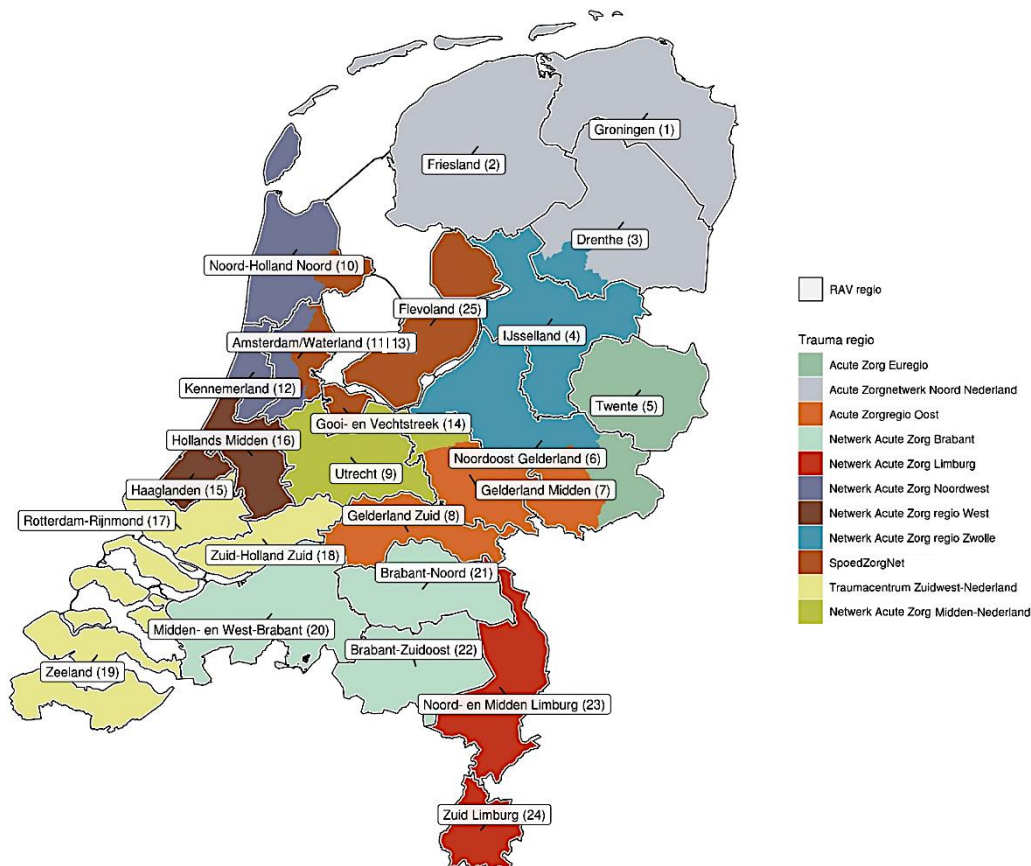 Groningen (1)
Friesland (2)
Drenthe (3)
Noord-Holland Noord (10)
Flevoland (25)
Amsterdam/Waterland (11|13)
IJsselland (4)
Kennemerland (12)
Twente (5)
Gooi- en Vechtstreek (14)
Hollands Midden (16)
Noordoost Gelderland (6)
Utrecht (9)
Haaglanden (15)
Gelderland Midden (7)
Rotterdam-Rijnmond (17)
Gelderland Zuid (8)
Zuid-Holland Zuid (18)
Brabant-Noord (21)
Midden- en West-Brabant (20)
Brabant-Zuidoost (22)
Zeeland (19)
Noord- en Midden Limburg (23)
Zuid Limburg (24)
RAV regio
Trauma regio
Acute Zorg Euregio
Acute Zorgnetwerk Noord Nederland
Acute Zorgregio Oost
Netwerk Acute Zorg Brabant
Netwerk Acute Zorg Limburg
Netwerk Acute Zorg Noordwest
Netwerk Acute Zorg regio West
Netwerk Acute Zorg regio Zwolle
SpoedZorgNet
Traumacentrum Zuidwest-Nederland
Netwerk Acute Zorg Midden-Nederland